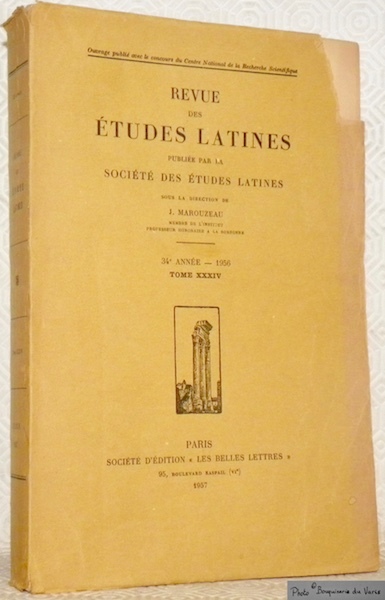 Ouvrage publié avec le concours du Centre National de la Recherche Scientifique
REVUE
DES
ÉTUDES LATINES
PUBLIÉE PAR LA
SOCIÉTÉ DES ÉTUDES LATINES
SOUS LA DIRECTION DE
J. MAROUZEAU
MEMBRE DE L'INSTITUT
PROFESSEUR HONORAIRE A LA SORBONNE
34e ANNÉE — 1956
TOME XXXIV
PARIS
SOCIÉTÉ D'ÉDITION « LES BELLES LETTRES »
95, BOULEVARD RASPAIL (VIe)
1957
Photo © Bouquinerie du Varis